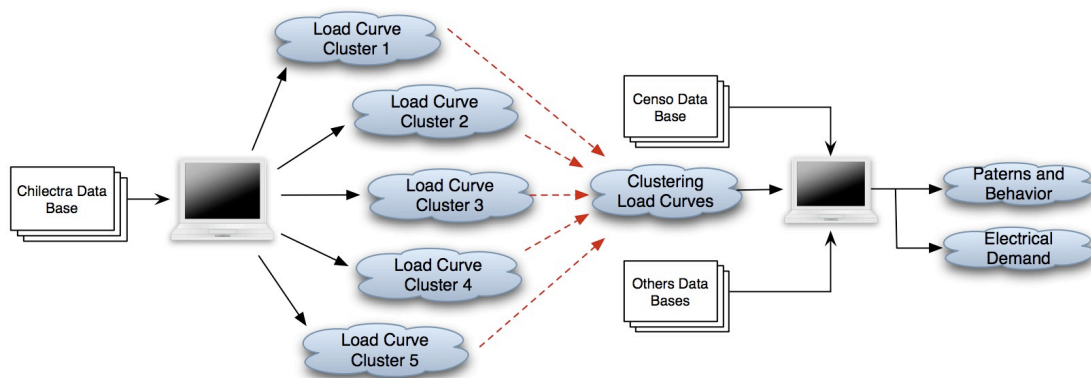 Chilectra Data
Base
Load Curve
Cluster 1
Load Curve
Cluster 2
Load Curve
Cluster 3
Load Curve
Cluster 4
Load Curve
Cluster 5
Clustering
Load Curves
Censo Data
Base
Others Data
Bases
Paterns and
Behavior
Electrical
Demand